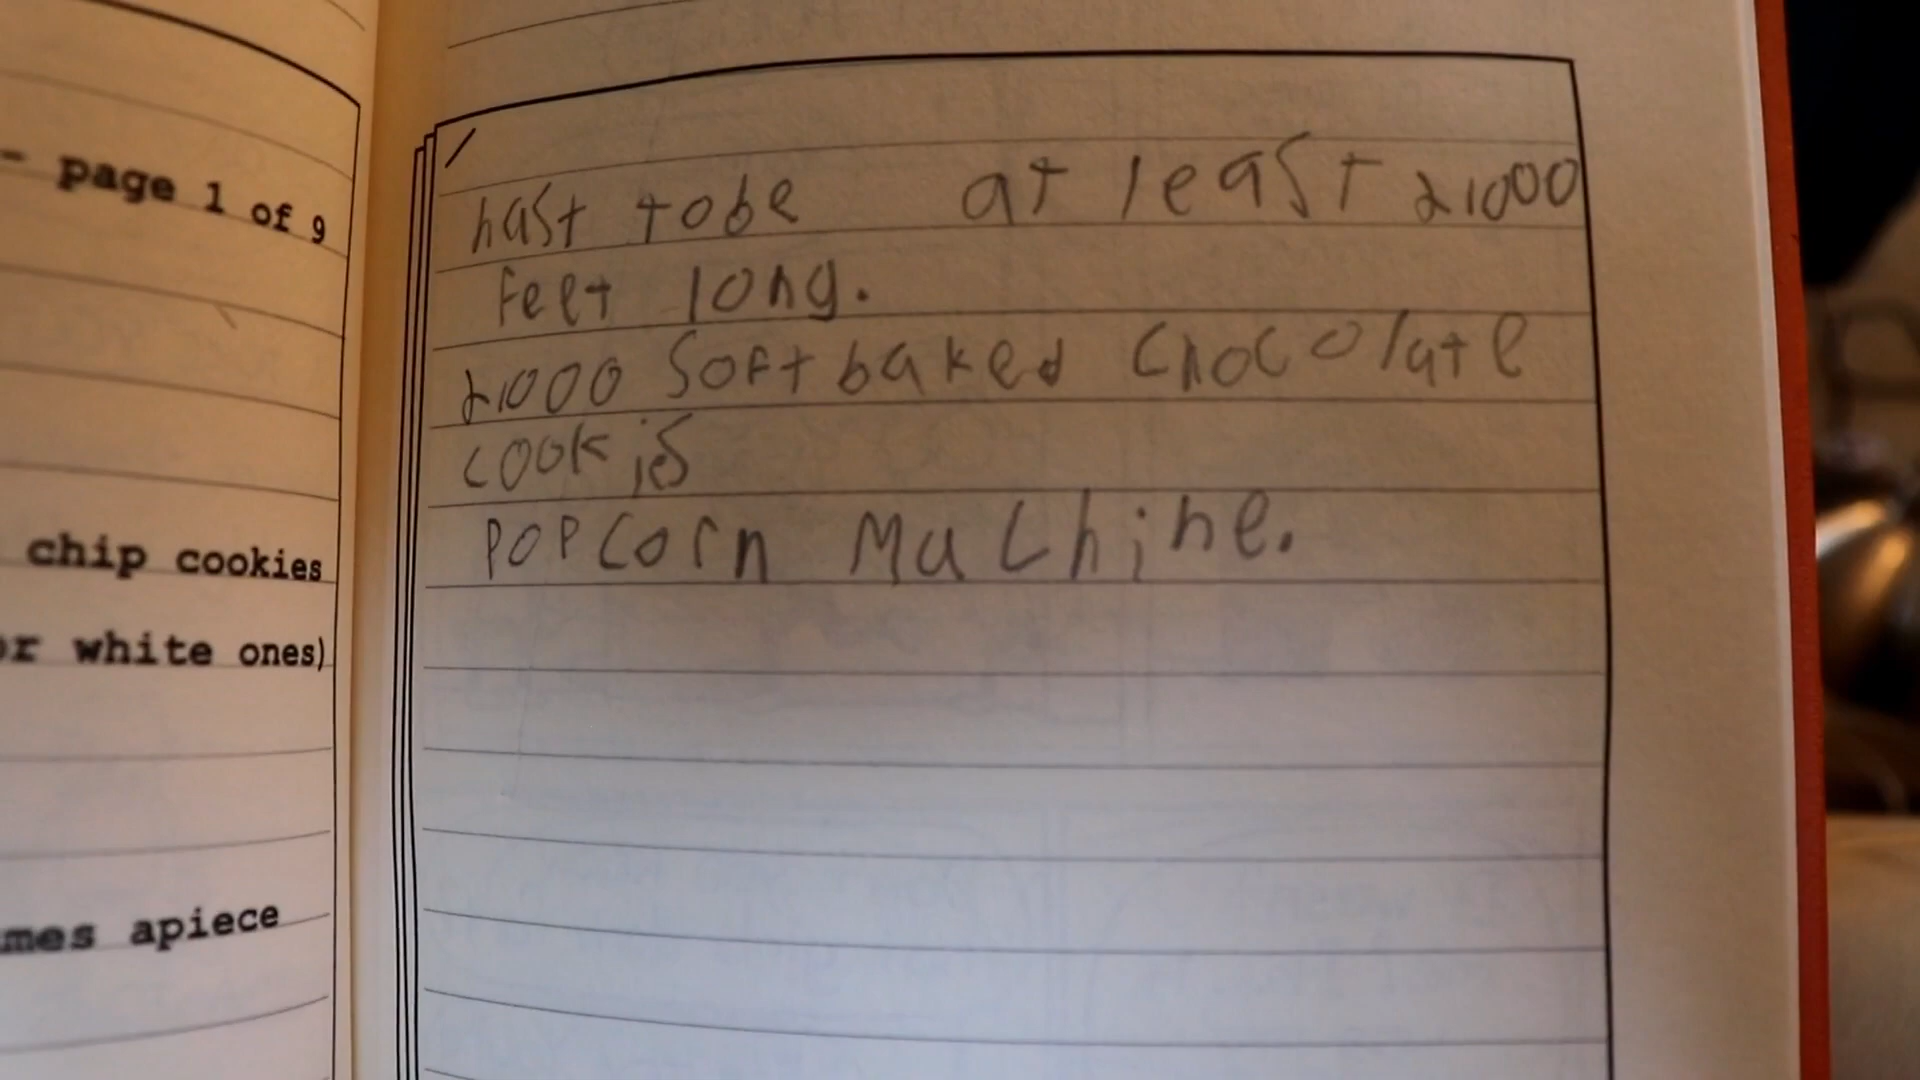 - page 1 of 9
chip cookies
or white ones)
apiece
hast tobe at least 21000
feet long.
21000 Soft baked Chocolate
cookies
POPCorn Machine.